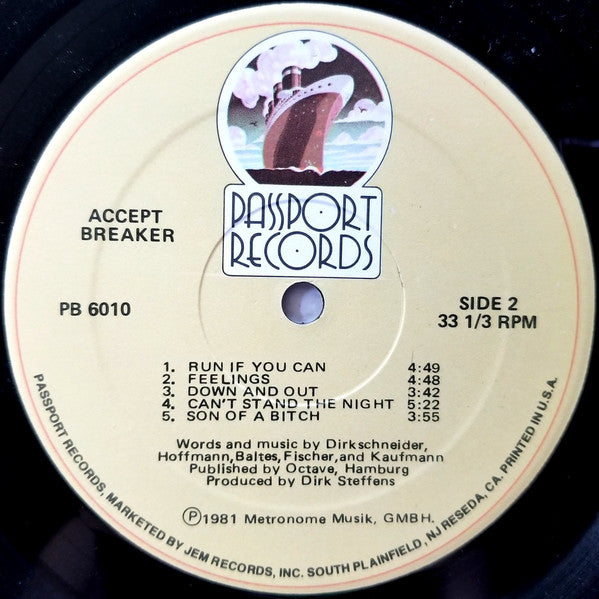 PASSPORT
RECORDS
ACCEPT
BREAKER
PB 6010
SIDE 2
33 1/3 RPM
1. RUN IF YOU CAN 4:49
2. FEELINGS 4:48
3. DOWN AND OUT 3:42
4. CAN'T STAND THE NIGHT 5:22
5. SON OF A BITCH 3:55
Words and music by Dirkschneider,
Hoffmann, Baltes, Fischer, and Kaufmann
Published by Octave, Hamburg
Produced by Dirk Steffens
Ⓟ1981 Metronome Musik, GMBH.
PASSPORT RECORDS, MARKETED BY JEM RECORDS, INC. SOUTH PLAINFIELD, NJ RESEDA, CA. PRINTED IN U.S.A.